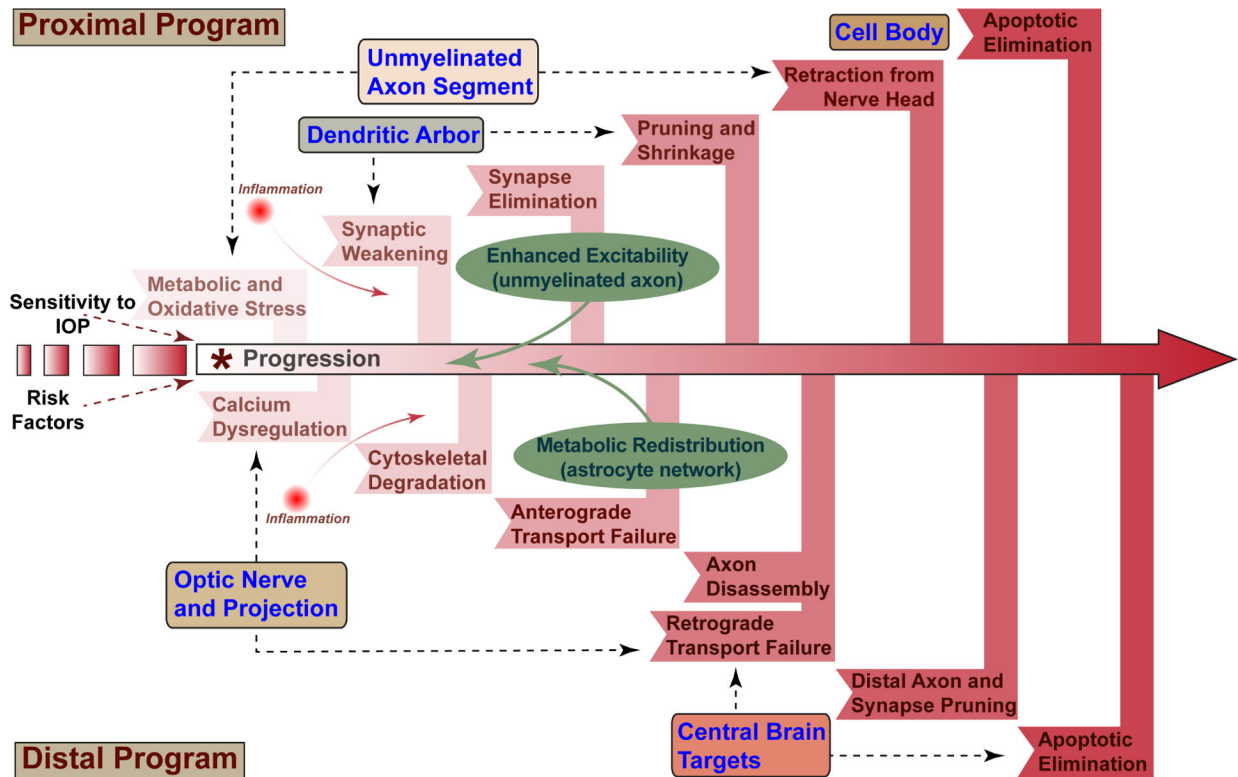 Proximal Program
Cell Body
Apoptotic
Elimination
Unmyelinated
Axon Segment
Retraction from
Nerve Head
Dendritic Arbor
Pruning and
Shrinkage
Inflammation
Synapse
Elimination
Synaptic
Weakening
Enhanced Excitability
(unmyelinated axon)
Metabolic and
Oxidative Stress
Sensitivity to
IOP
* Progression
Risk
Factors
Calcium
Dysregulation
Cytoskeletal
Degradation
Metabolic Redistribution
(astrocyte network)
Inflammation
Anterograde
Transport Failure
Axon
Disassembly
Optic Nerve
and Projection
Retrograde
Transport Failure
Distal Axon and
Synapse Pruning
Central Brain
Targets
Apoptotic
Elimination
Distal Program